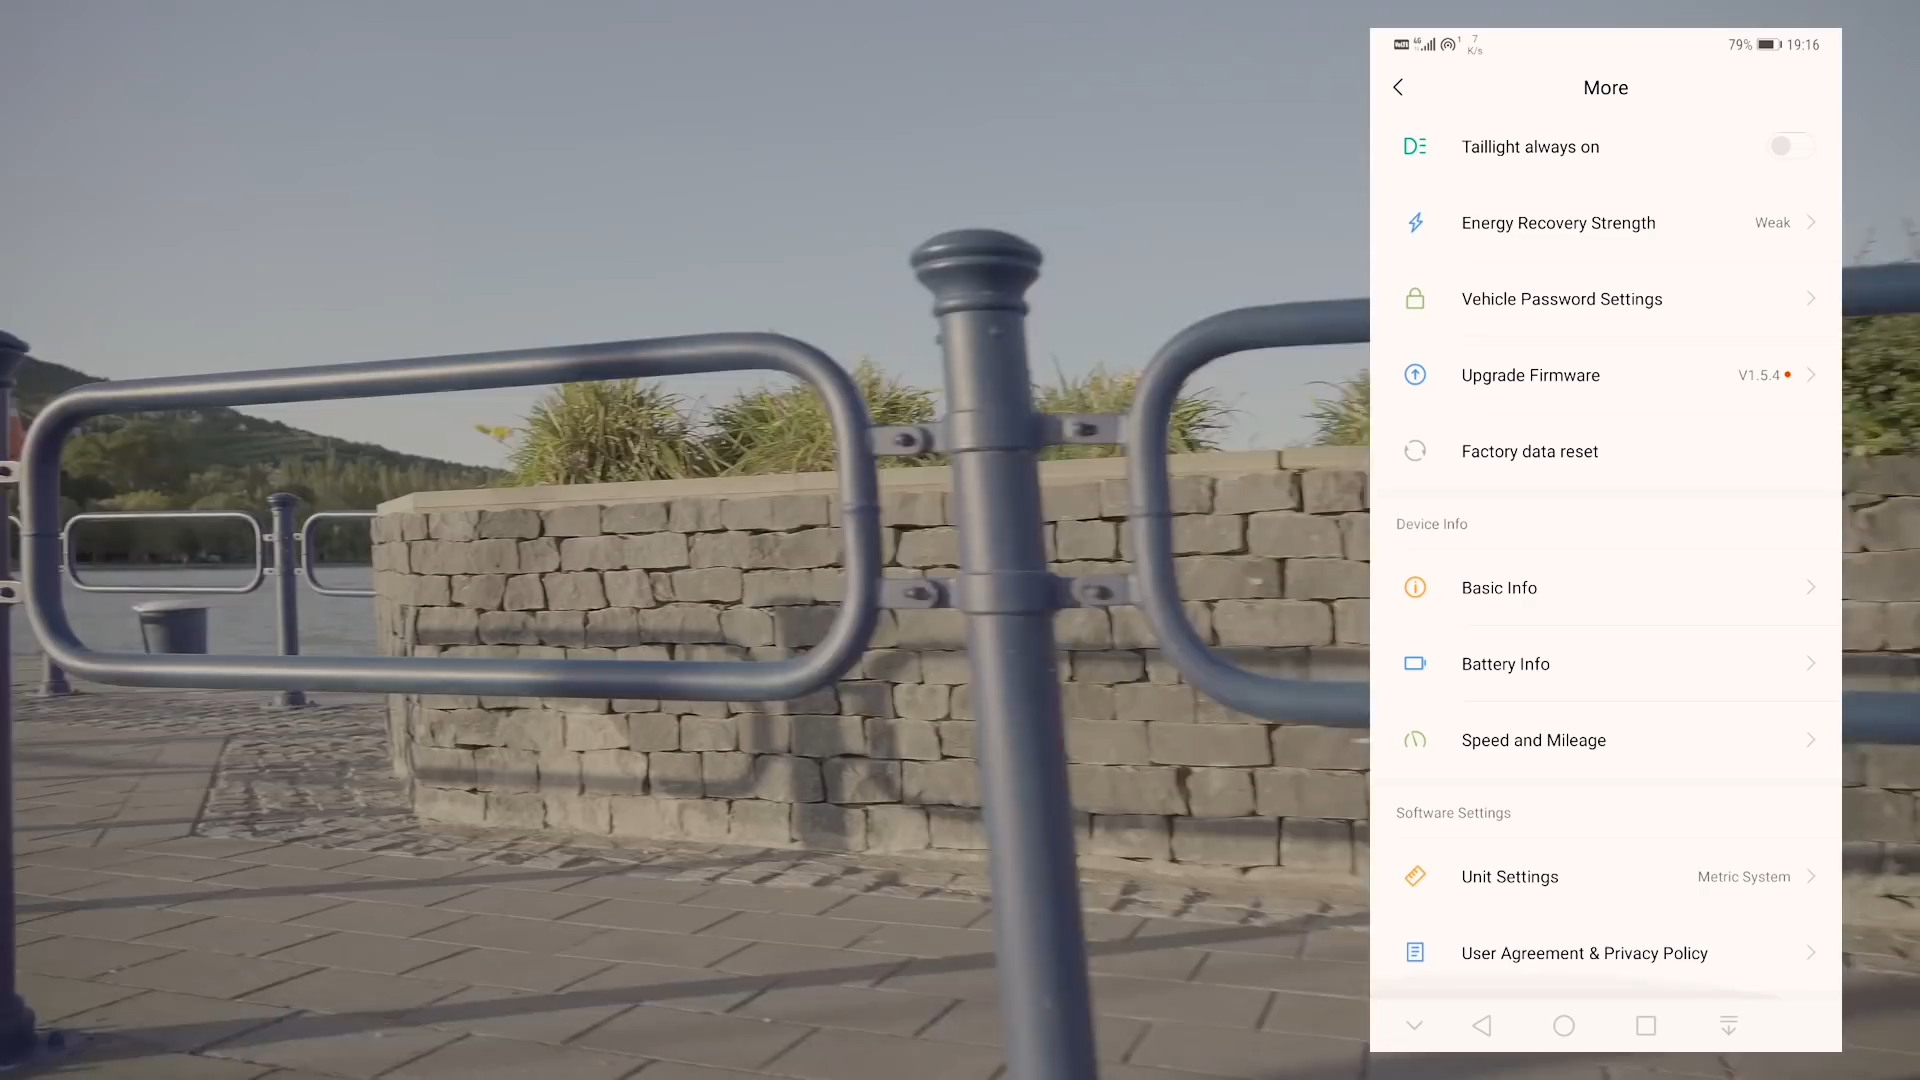 7
K/s
79% 19:16
More
Taillight always on
Energy Recovery Strength Weak
Vehicle Password Settings
Upgrade Firmware V1.5.4
Factory data reset
Device Info
Basic Info
Battery Info
Speed and Mileage
Software Settings
Unit Settings Metric System
User Agreement & Privacy Policy